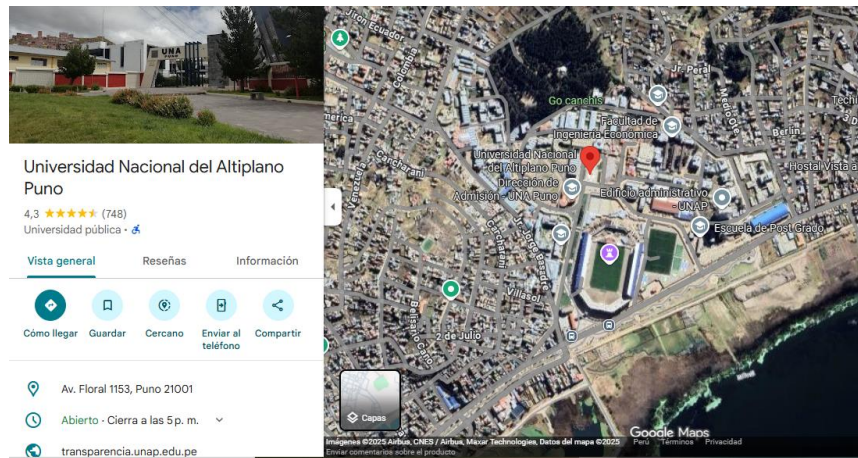 UNA
Universidad Nacional del Altiplano
Puno
4,3 (748)
Universidad pública ·
Vista general
Reseñas
Información
Cómo llegar
Guardar
Cercano
Enviar al
teléfono
Compartir
Av. Floral 1153, Puno 21001
Abierto · Cierra a las 5 p. m.
transparencia.unap.edu.pe
Jirón Ecuador
Colombia
Jr. Peral
Go canchis
Medio Ote.
Berlin
Facultad de
Ingeniería Económica
Cancharani
Venezuela
Universidad Nacional
del Altiplano Puno
Dirección de
Admisión - UNA Puno
Hostal Vista a
Edificio administrativo
- UNAP
Escuela de Post Grado
Jr. Jorge Basadre
Villasol
Belisario Cano
2 de Julio
Capas
Google Maps
Imágenes ©2025 Airbus, CNES / Airbus, Maxar Technologies, Datos del mapa ©2025
Perú
Términos
Privacidad
Enviar comentarios sobre el producto